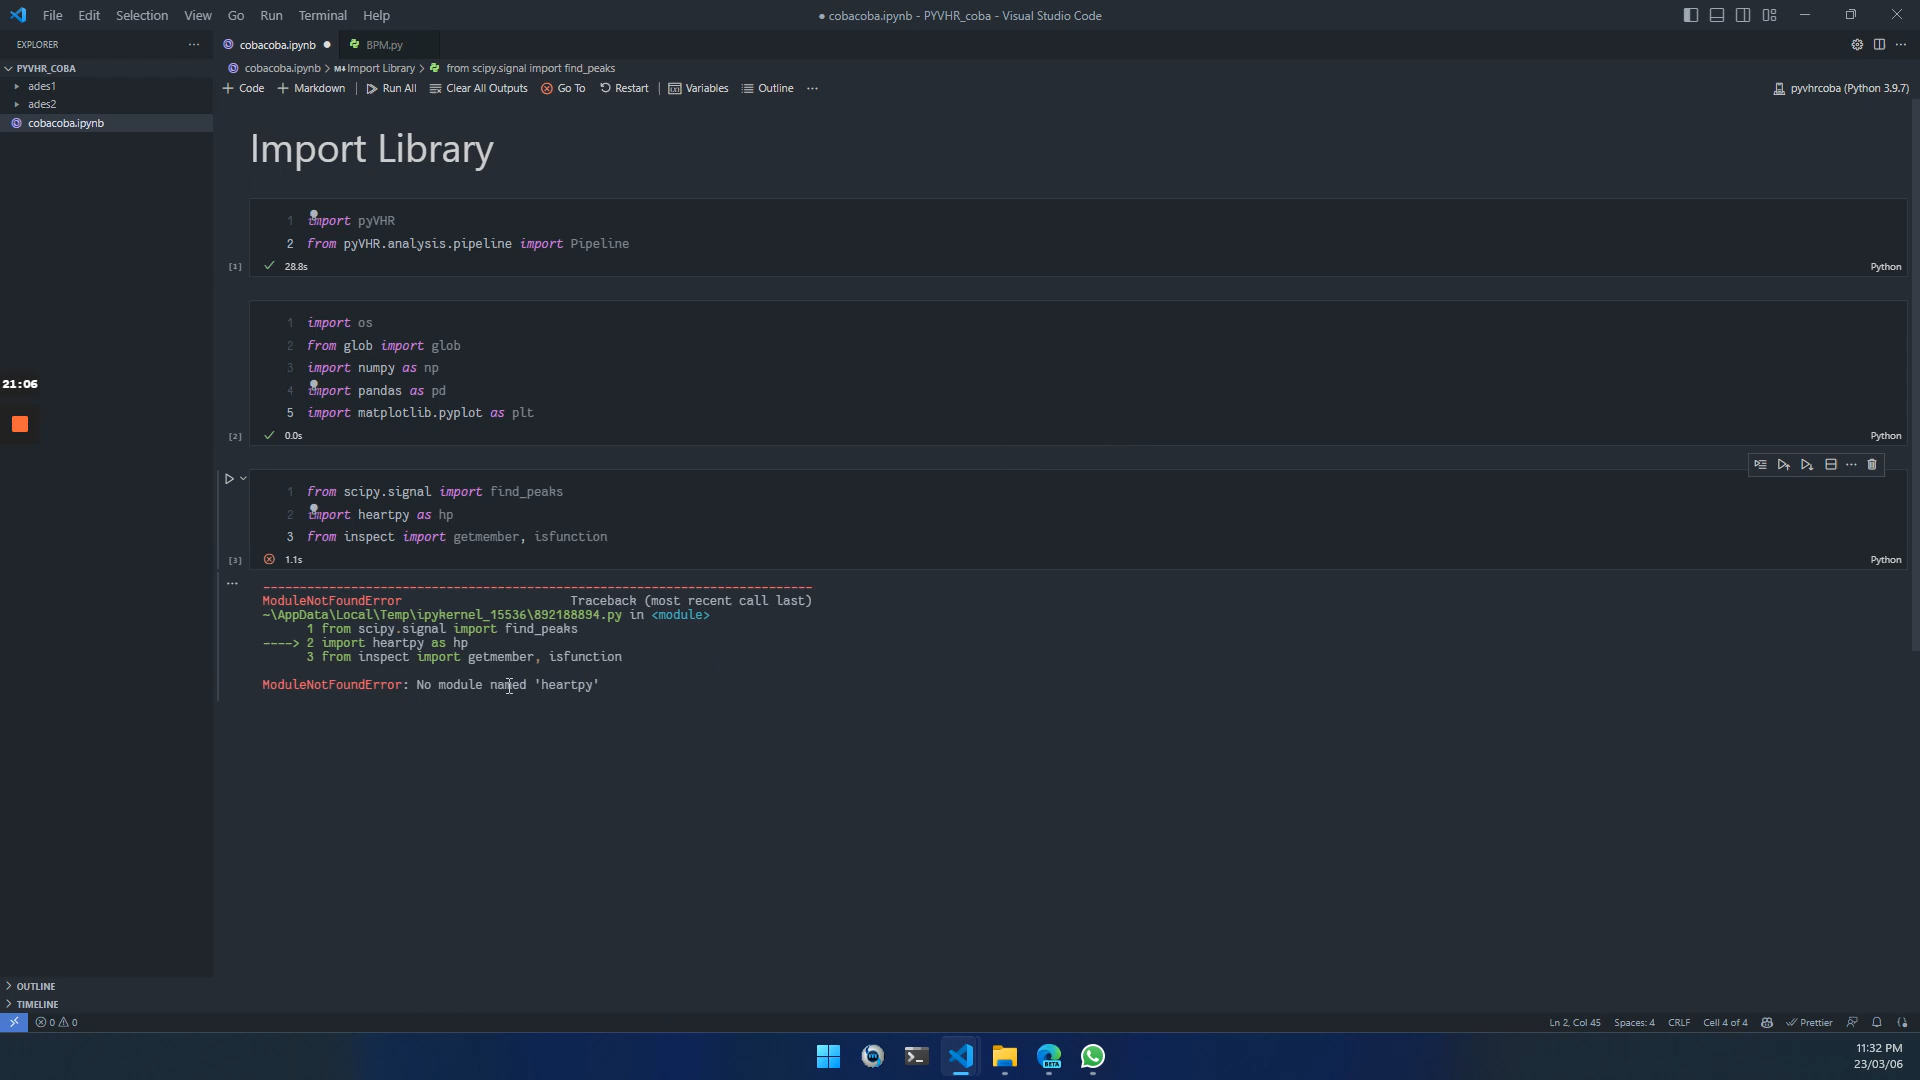 File Edit Selection View Go Run Terminal Help
● cobacoba.ipynb - PYVHR_coba - Visual Studio Code
EXPLORER ...
cobacoba.ipynb BPM.py
PYVHR_COBA
cobacoba.ipynb > M↓Import Library > from scipy.signal import find_peaks
ades1
ades2
cobacoba.ipynb
+ Code + Markdown | Run All Clear All Outputs Go To Restart | Variables Outline ...
pyvhrcoba (Python 3.9.7)
Import Library
1 import pyVHR
2 from pyVHR.analysis.pipeline import Pipeline
[1] 28.8s Python
1 import os
2 from glob import glob
3 import numpy as np
4 import pandas as pd
5 import matplotlib.pyplot as plt
[2] 0.0s Python
21:06
1 from scipy.signal import find_peaks
2 import heartpy as hp
3 from inspect import getmember, isfunction
[3] 1.1s Python
---------------------------------------------------------------------------
ModuleNotFoundError Traceback (most recent call last)
~\AppData\Local\Temp\ipykernel_15536\892188894.py in <module>
1 from scipy.signal import find_peaks
----> 2 import heartpy as hp
3 from inspect import getmember, isfunction
ModuleNotFoundError: No module named 'heartpy'
OUTLINE
TIMELINE
0 0
Ln 2, Col 45 Spaces: 4 CRLF Cell 4 of 4 Prettier
BETA
11:32 PM
23/03/06